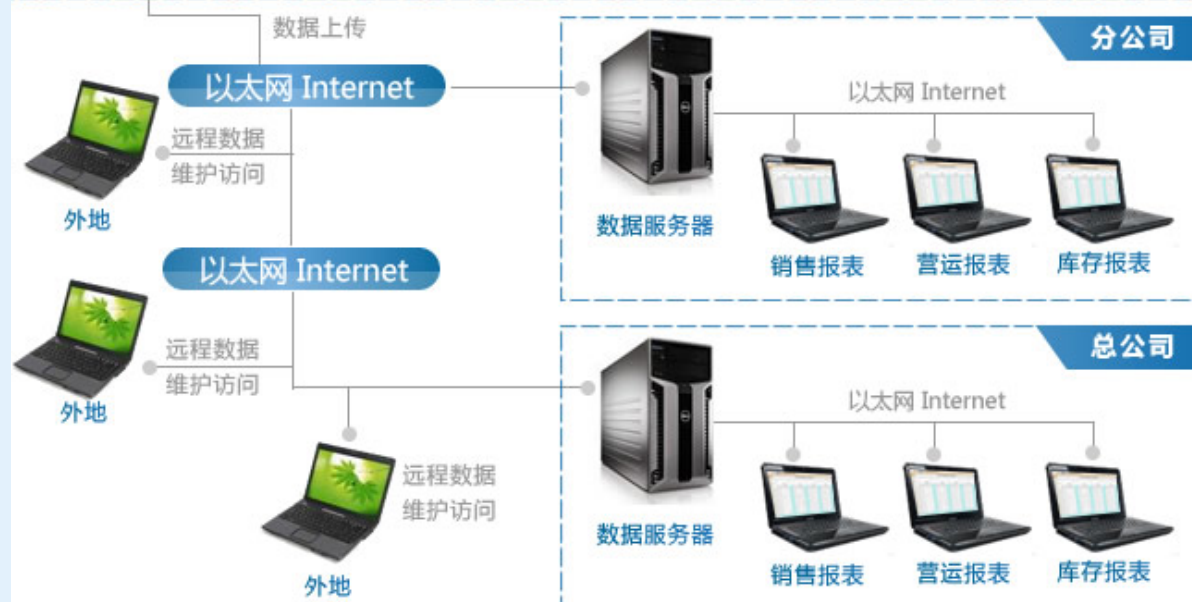 数据上传
分公司
以太网 Internet
以太网 Internet
远程数据
维护访问
外地
数据服务器
销售报表
营运报表
库存报表
以太网 Internet
总公司
远程数据
维护访问
外地
以太网 Internet
远程数据
维护访问
外地
数据服务器
销售报表
营运报表
库存报表